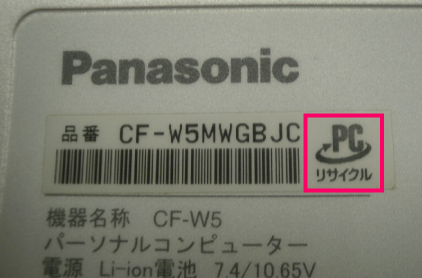 Panasonic
品番 CF-W5MWGBJC
PC
リサイクル
機器名称 CF-W5
パーソナルコンピューター
電源 Li-ion電池 7.4/10.65V